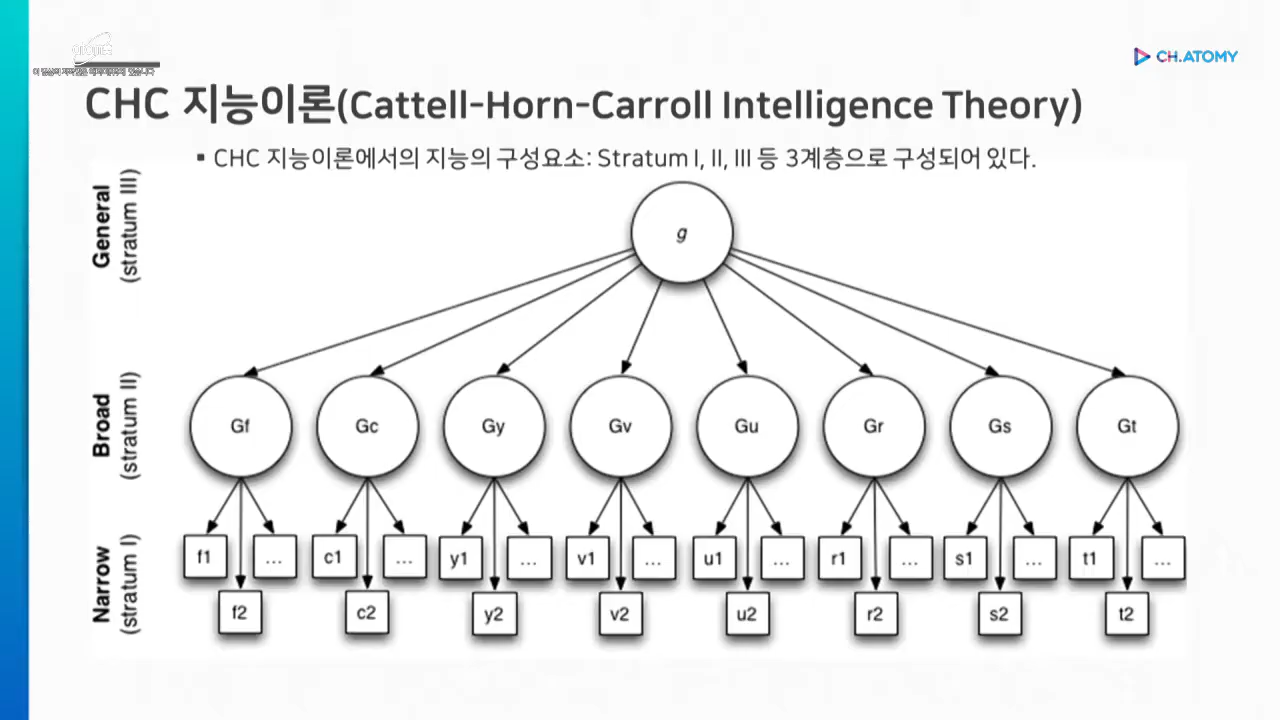 CH.ATOMY
CHC 지능이론(Cattell-Horn-Carroll Intelligence Theory)
▪ CHC 지능이론에서의 지능의 구성요소: Stratum I, II, III 등 3계층으로 구성되어 있다.
General
(stratum III)
g
Broad
(stratum II)
Gf Gc Gy Gv Gu Gr Gs Gt
Narrow
(stratum I)
f1 ... c1 ... y1 ... v1 ... u1 ... r1 ... s1 ... t1 ...
f2 c2 y2 v2 u2 r2 s2 t2